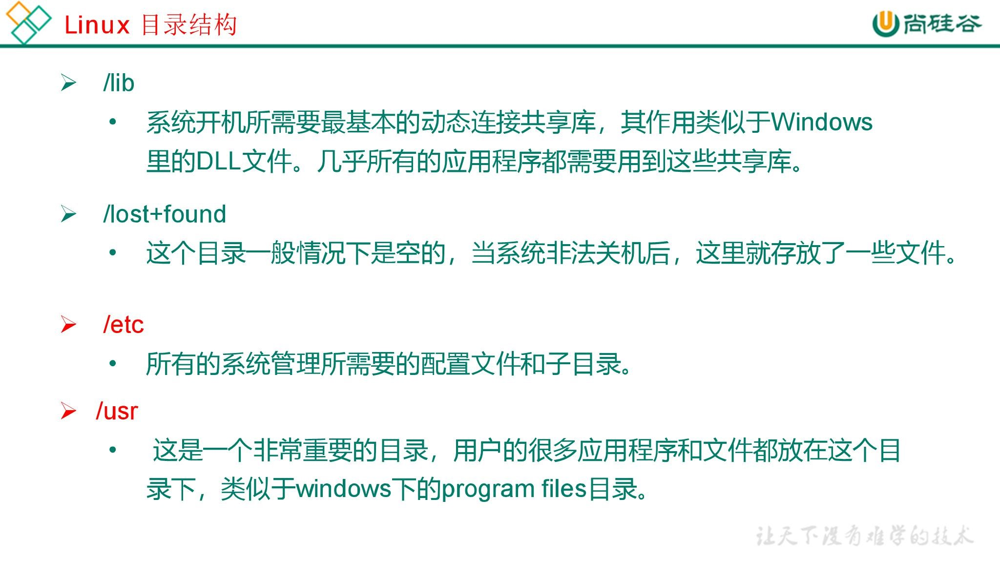 Linux 目录结构
尚硅谷
/lib
系统开机所需要最基本的动态连接共享库，其作用类似于Windows
里的DLL文件。几乎所有的应用程序都需要用到这些共享库。
/lost+found
这个目录一般情况下是空的，当系统非法关机后，这里就存放了一些文件。
/etc
所有的系统管理所需要的配置文件和子目录。
/usr
这是一个非常重要的目录，用户的很多应用程序和文件都放在这个目
录下，类似于windows下的program files目录。
让天下没有难学的技术